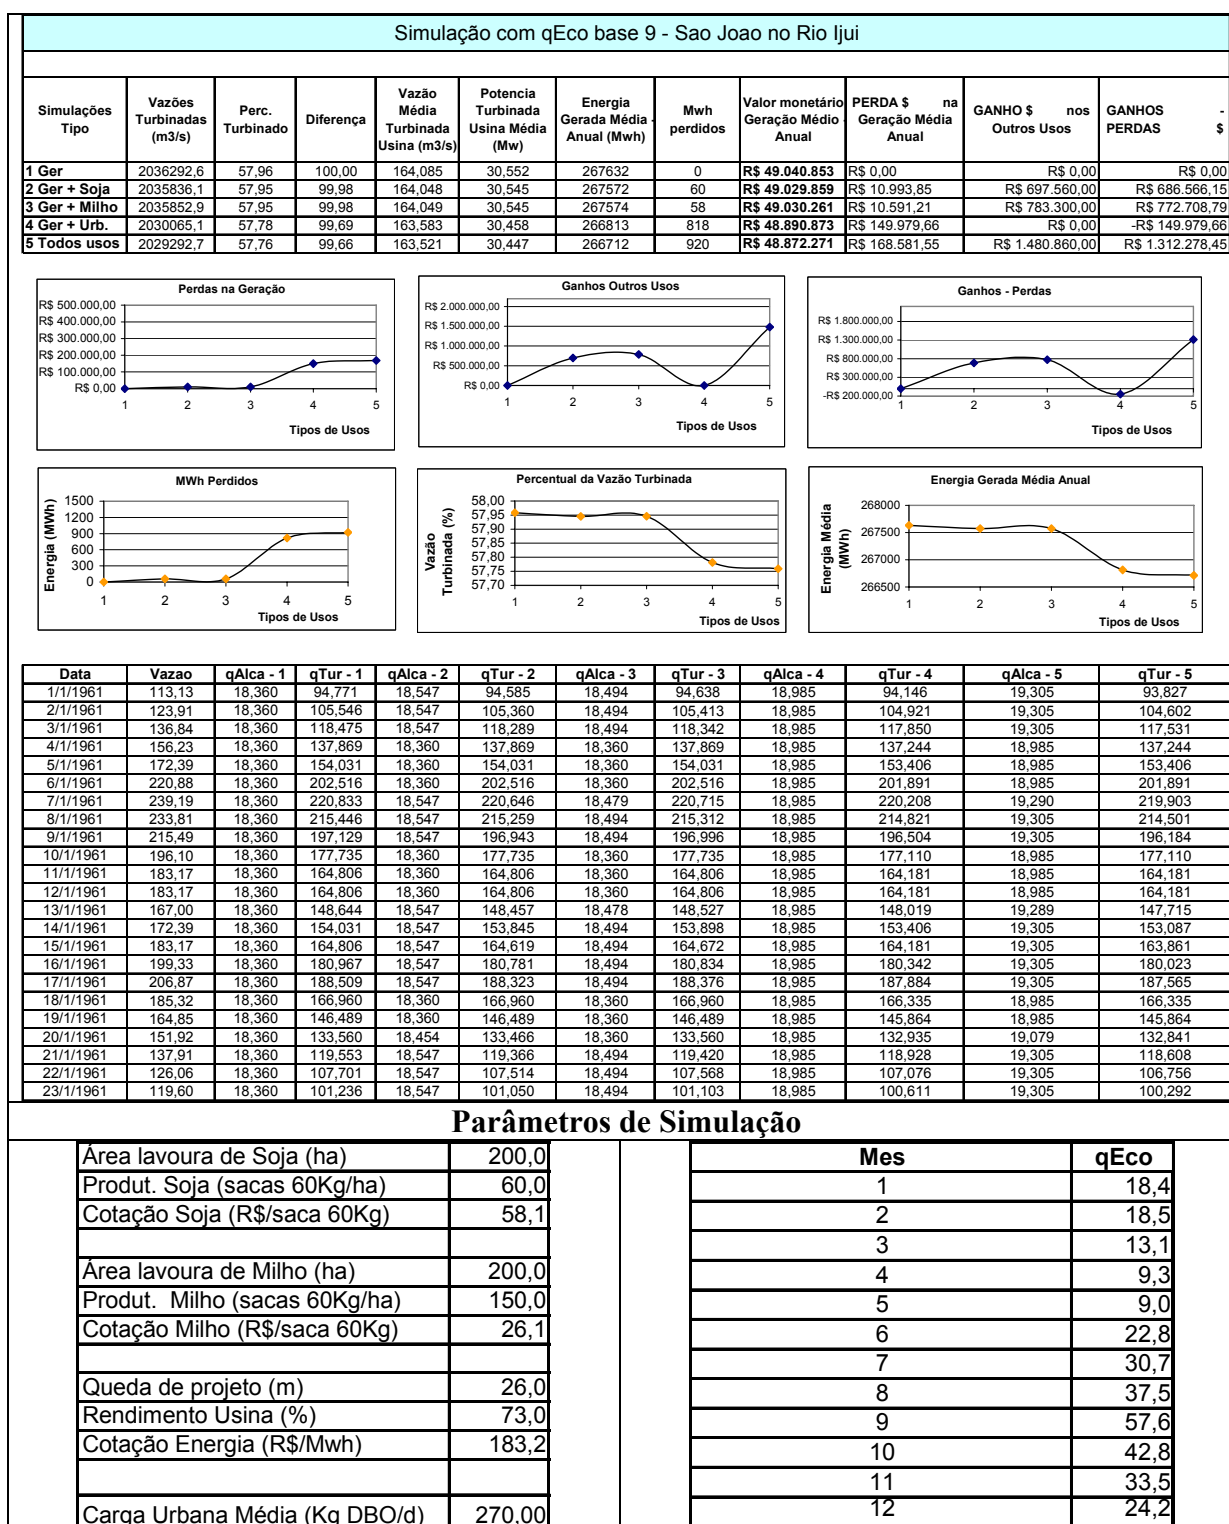 Simulação com qEco base 9 - Sao Joao no Rio Ijui
Simulações Tipo | Vazões Turbinadas (m3/s) | Perc. Turbinado | Diferença | Vazão Média Turbinada Usina (m3/s) | Potencia Turbinada Usina Média (Mw) | Energia Gerada Média - Anual (Mwh) | Mwh perdidos | Valor monetário Geração Médio - Anual | PERDA $ na Geração Média Anual | GANHO $ nos Outros Usos | GANHOS - PERDAS $
1 Ger | 2036292,6 | 57,96 | 100,00 | 164,085 | 30,552 | 267632 | 0 | R$ 49.040.853 | R$ 0,00 | R$ 0,00 | R$ 0,00
2 Ger + Soja | 2035836,1 | 57,95 | 99,98 | 164,048 | 30,545 | 267572 | 60 | R$ 49.029.859 | R$ 10.993,85 | R$ 697.560,00 | R$ 686.566,15
3 Ger + Milho | 2035852,9 | 57,95 | 99,98 | 164,049 | 30,545 | 267574 | 58 | R$ 49.030.261 | R$ 10.591,21 | R$ 783.300,00 | R$ 772.708,79
4 Ger + Urb. | 2030065,1 | 57,78 | 99,69 | 163,583 | 30,458 | 266813 | 818 | R$ 48.890.873 | R$ 149.979,66 | R$ 0,00 | -R$ 149.979,66
5 Todos usos | 2029292,7 | 57,76 | 99,66 | 163,521 | 30,447 | 266712 | 920 | R$ 48.872.271 | R$ 168.581,55 | R$ 1.480.860,00 | R$ 1.312.278,45
Perdas na Geração
R$ 500.000,00
R$ 400.000,00
R$ 300.000,00
R$ 200.000,00
R$ 100.000,00
R$ 0,00
1 2 3 4 5
Tipos de Usos
Ganhos Outros Usos
R$ 2.000.000,00
R$ 1.500.000,00
R$ 1.000.000,00
R$ 500.000,00
R$ 0,00
1 2 3 4 5
Tipos de Usos
Ganhos - Perdas
R$ 1.800.000,00
R$ 1.300.000,00
R$ 800.000,00
R$ 300.000,00
-R$ 200.000,00
1 2 3 4 5
Tipos de Usos
MWh Perdidos
Energia (MWh)
1500
1200
900
600
300
0
1 2 3 4 5
Tipos de Usos
Percentual da Vazão Turbinada
Vazão Turbinada (%)
58,00
57,95
57,90
57,85
57,80
57,75
57,70
1 2 3 4 5
Tipos de Usos
Energia Gerada Média Anual
Energia Média (MWh)
268000
267500
267000
266500
1 2 3 4 5
Tipos de Usos
Data | Vazao | qAlca - 1 | qTur - 1 | qAlca - 2 | qTur - 2 | qAlca - 3 | qTur - 3 | qAlca - 4 | qTur - 4 | qAlca - 5 | qTur - 5
1/1/1961 | 113,13 | 18,360 | 94,771 | 18,547 | 94,585 | 18,494 | 94,638 | 18,985 | 94,146 | 19,305 | 93,827
2/1/1961 | 123,91 | 18,360 | 105,546 | 18,547 | 105,360 | 18,494 | 105,413 | 18,985 | 104,921 | 19,305 | 104,602
3/1/1961 | 136,84 | 18,360 | 118,475 | 18,547 | 118,289 | 18,494 | 118,342 | 18,985 | 117,850 | 19,305 | 117,531
4/1/1961 | 156,23 | 18,360 | 137,869 | 18,360 | 137,869 | 18,360 | 137,869 | 18,985 | 137,244 | 18,985 | 137,244
5/1/1961 | 172,39 | 18,360 | 154,031 | 18,360 | 154,031 | 18,360 | 154,031 | 18,985 | 153,406 | 18,985 | 153,406
6/1/1961 | 220,88 | 18,360 | 202,516 | 18,360 | 202,516 | 18,360 | 202,516 | 18,985 | 201,891 | 18,985 | 201,891
7/1/1961 | 239,19 | 18,360 | 220,833 | 18,547 | 220,646 | 18,479 | 220,715 | 18,985 | 220,208 | 19,290 | 219,903
8/1/1961 | 233,81 | 18,360 | 215,446 | 18,547 | 215,259 | 18,494 | 215,312 | 18,985 | 214,821 | 19,305 | 214,501
9/1/1961 | 215,49 | 18,360 | 197,129 | 18,547 | 196,943 | 18,494 | 196,996 | 18,985 | 196,504 | 19,305 | 196,184
10/1/1961 | 196,10 | 18,360 | 177,735 | 18,360 | 177,735 | 18,360 | 177,735 | 18,985 | 177,110 | 18,985 | 177,110
11/1/1961 | 183,17 | 18,360 | 164,806 | 18,360 | 164,806 | 18,360 | 164,806 | 18,985 | 164,181 | 18,985 | 164,181
12/1/1961 | 183,17 | 18,360 | 164,806 | 18,360 | 164,806 | 18,360 | 164,806 | 18,985 | 164,181 | 18,985 | 164,181
13/1/1961 | 167,00 | 18,360 | 148,644 | 18,547 | 148,457 | 18,478 | 148,527 | 18,985 | 148,019 | 19,289 | 147,715
14/1/1961 | 172,39 | 18,360 | 154,031 | 18,547 | 153,845 | 18,494 | 153,898 | 18,985 | 153,406 | 19,305 | 153,087
15/1/1961 | 183,17 | 18,360 | 164,806 | 18,547 | 164,619 | 18,494 | 164,672 | 18,985 | 164,181 | 19,305 | 163,861
16/1/1961 | 199,33 | 18,360 | 180,967 | 18,547 | 180,781 | 18,494 | 180,834 | 18,985 | 180,342 | 19,305 | 180,023
17/1/1961 | 206,87 | 18,360 | 188,509 | 18,547 | 188,323 | 18,494 | 188,376 | 18,985 | 187,884 | 19,305 | 187,565
18/1/1961 | 185,32 | 18,360 | 166,960 | 18,360 | 166,960 | 18,360 | 166,960 | 18,985 | 166,335 | 18,985 | 166,335
19/1/1961 | 164,85 | 18,360 | 146,489 | 18,360 | 146,489 | 18,360 | 146,489 | 18,985 | 145,864 | 18,985 | 145,864
20/1/1961 | 151,92 | 18,360 | 133,560 | 18,454 | 133,466 | 18,360 | 133,560 | 18,985 | 132,935 | 19,079 | 132,841
21/1/1961 | 137,91 | 18,360 | 119,553 | 18,547 | 119,366 | 18,494 | 119,420 | 18,985 | 118,928 | 19,305 | 118,608
22/1/1961 | 126,06 | 18,360 | 107,701 | 18,547 | 107,514 | 18,494 | 107,568 | 18,985 | 107,076 | 19,305 | 106,756
23/1/1961 | 119,60 | 18,360 | 101,236 | 18,547 | 101,050 | 18,494 | 101,103 | 18,985 | 100,611 | 19,305 | 100,292
Parâmetros de Simulação
Área lavoura de Soja (ha) | 200,0
Produt. Soja (sacas 60Kg/ha) | 60,0
Cotação Soja (R$/saca 60Kg) | 58,1
Área lavoura de Milho (ha) | 200,0
Produt. Milho (sacas 60Kg/ha) | 150,0
Cotação Milho (R$/saca 60Kg) | 26,1
Queda de projeto (m) | 26,0
Rendimento Usina (%) | 73,0
Cotação Energia (R$/Mwh) | 183,2
Carga Urbana Média (Kg DBO/d) | 270,00
Mes | qEco
1 | 18,4
2 | 18,5
3 | 13,1
4 | 9,3
5 | 9,0
6 | 22,8
7 | 30,7
8 | 37,5
9 | 57,6
10 | 42,8
11 | 33,5
12 | 24,2